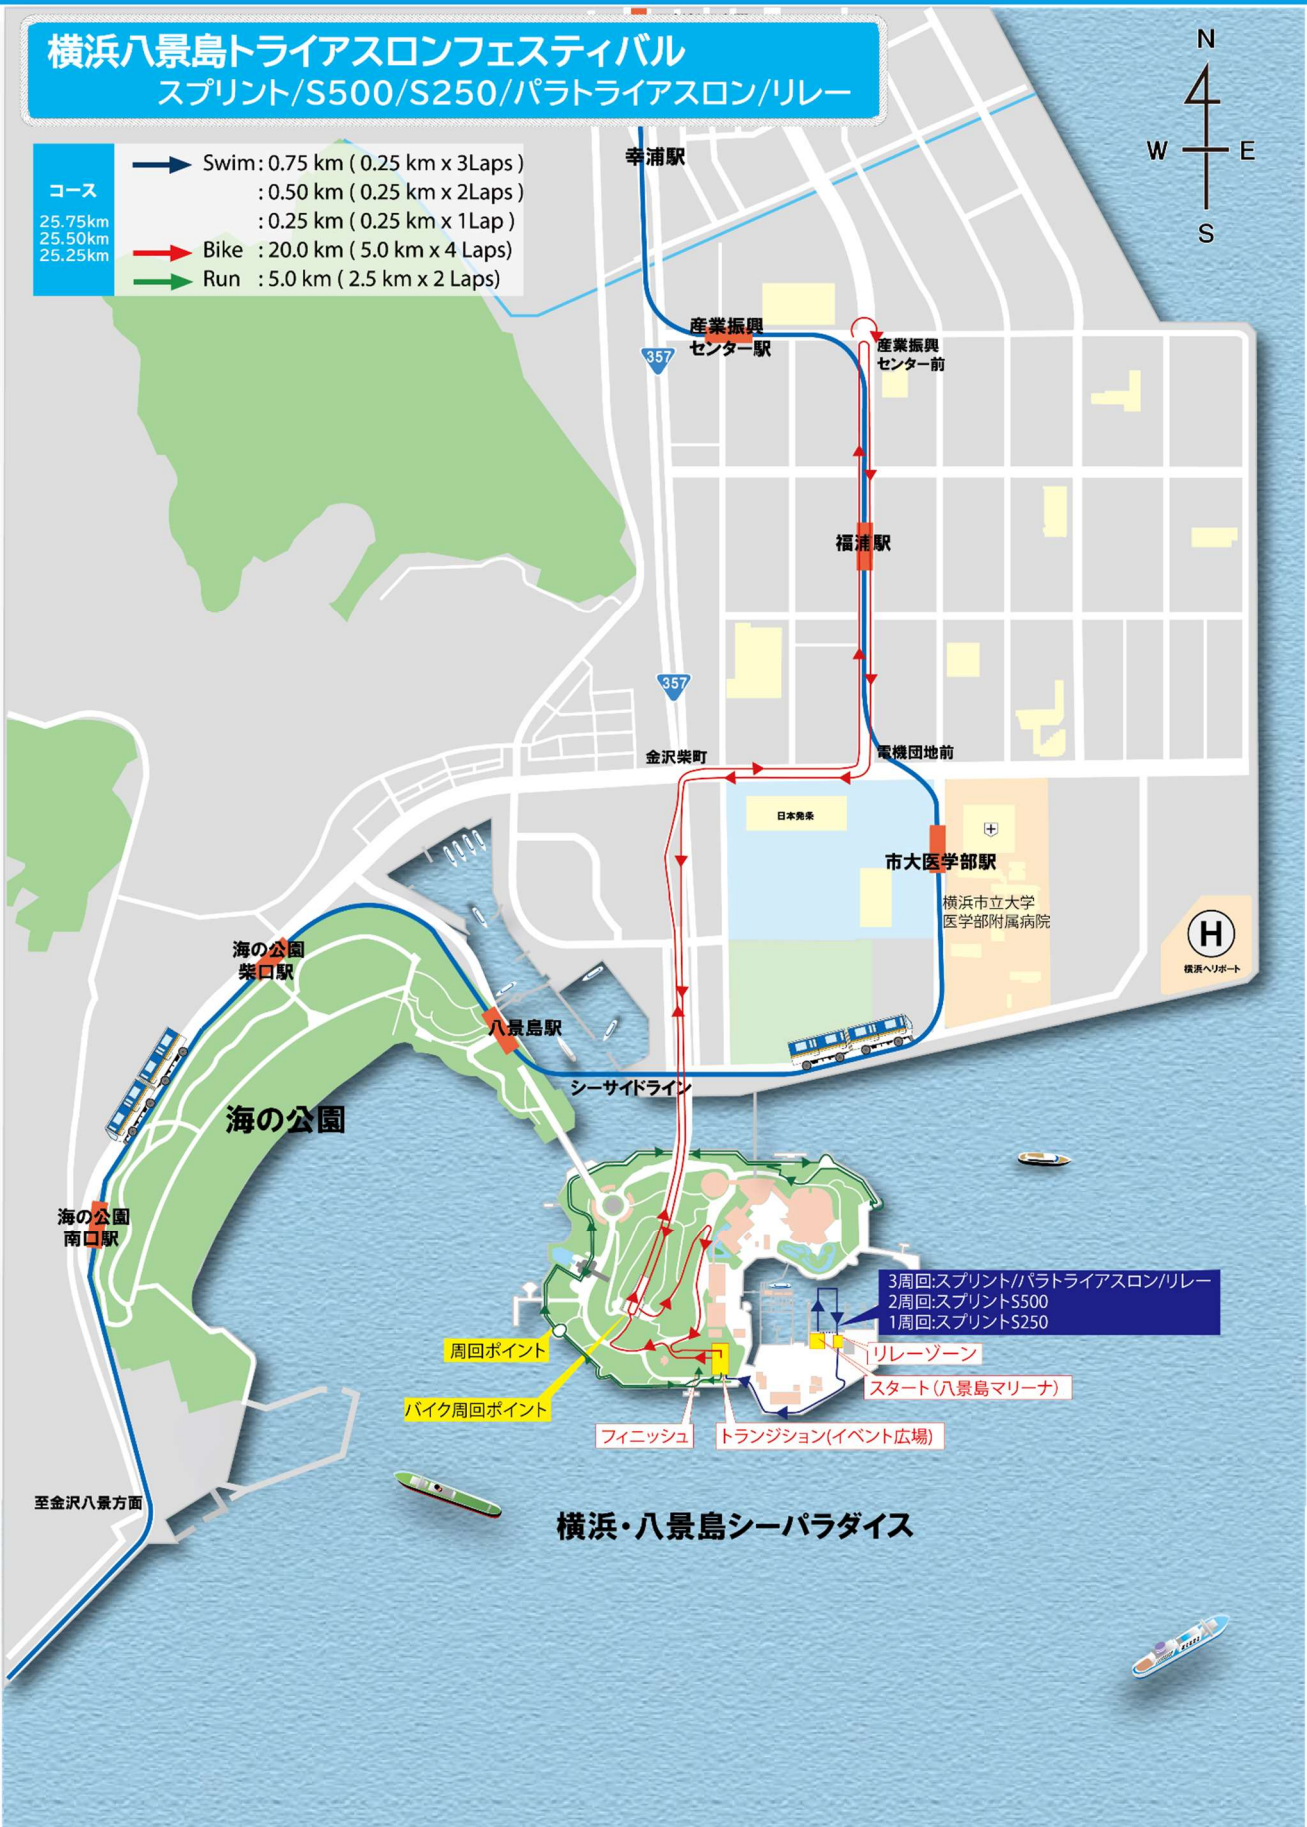 横浜八景島トライアスロンフェスティバル
スプリント/S500/S250/パラトライアスロン/リレー
N
W E
S
コース
25.75km
25.50km
25.25km
Swim : 0.75 km ( 0.25 km x 3Laps )
: 0.50 km ( 0.25 km x 2Laps )
: 0.25 km ( 0.25 km x 1Lap )
Bike : 20.0 km ( 5.0 km x 4 Laps)
Run : 5.0 km ( 2.5 km x 2 Laps)
幸浦駅
産業振興
センター駅
357
産業振興
センター前
福浦駅
357
金沢柴町
電機団地前
日本発条
市大医学部駅
横浜市立大学
医学部附属病院
H
横浜ヘリポート
海の公園
柴口駅
八景島駅
シーサイドライン
海の公園
海の公園
南口駅
3周回:スプリント/パラトライアスロン/リレー
2周回:スプリントS500
1周回:スプリントS250
周回ポイント
リレーゾーン
スタート(八景島マリーナ)
バイク周回ポイント
フィニッシュ
トランジション(イベント広場)
至金沢八景方面
横浜・八景島シーパラダイス